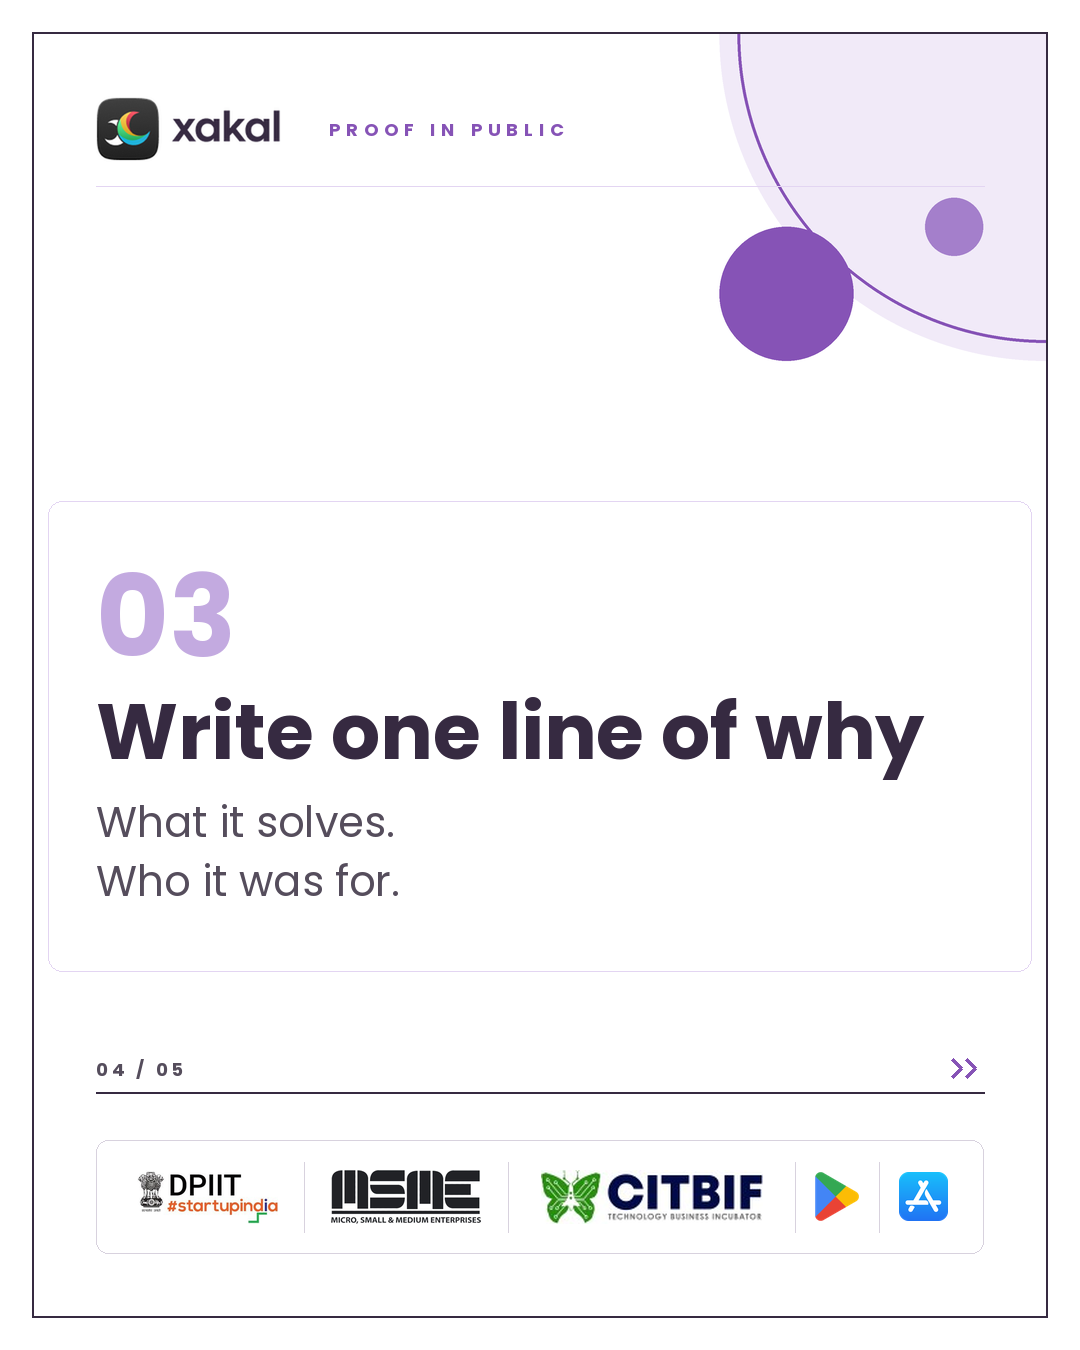 xakal
PROOF IN PUBLIC
03
Write one line of why
What it solves.
Who it was for.
04 / 05
DPIIT
#startupindia
MSME
MICRO, SMALL & MEDIUM ENTERPRISES
CITBIF
TECHNOLOGY BUSINESS INCUBATOR